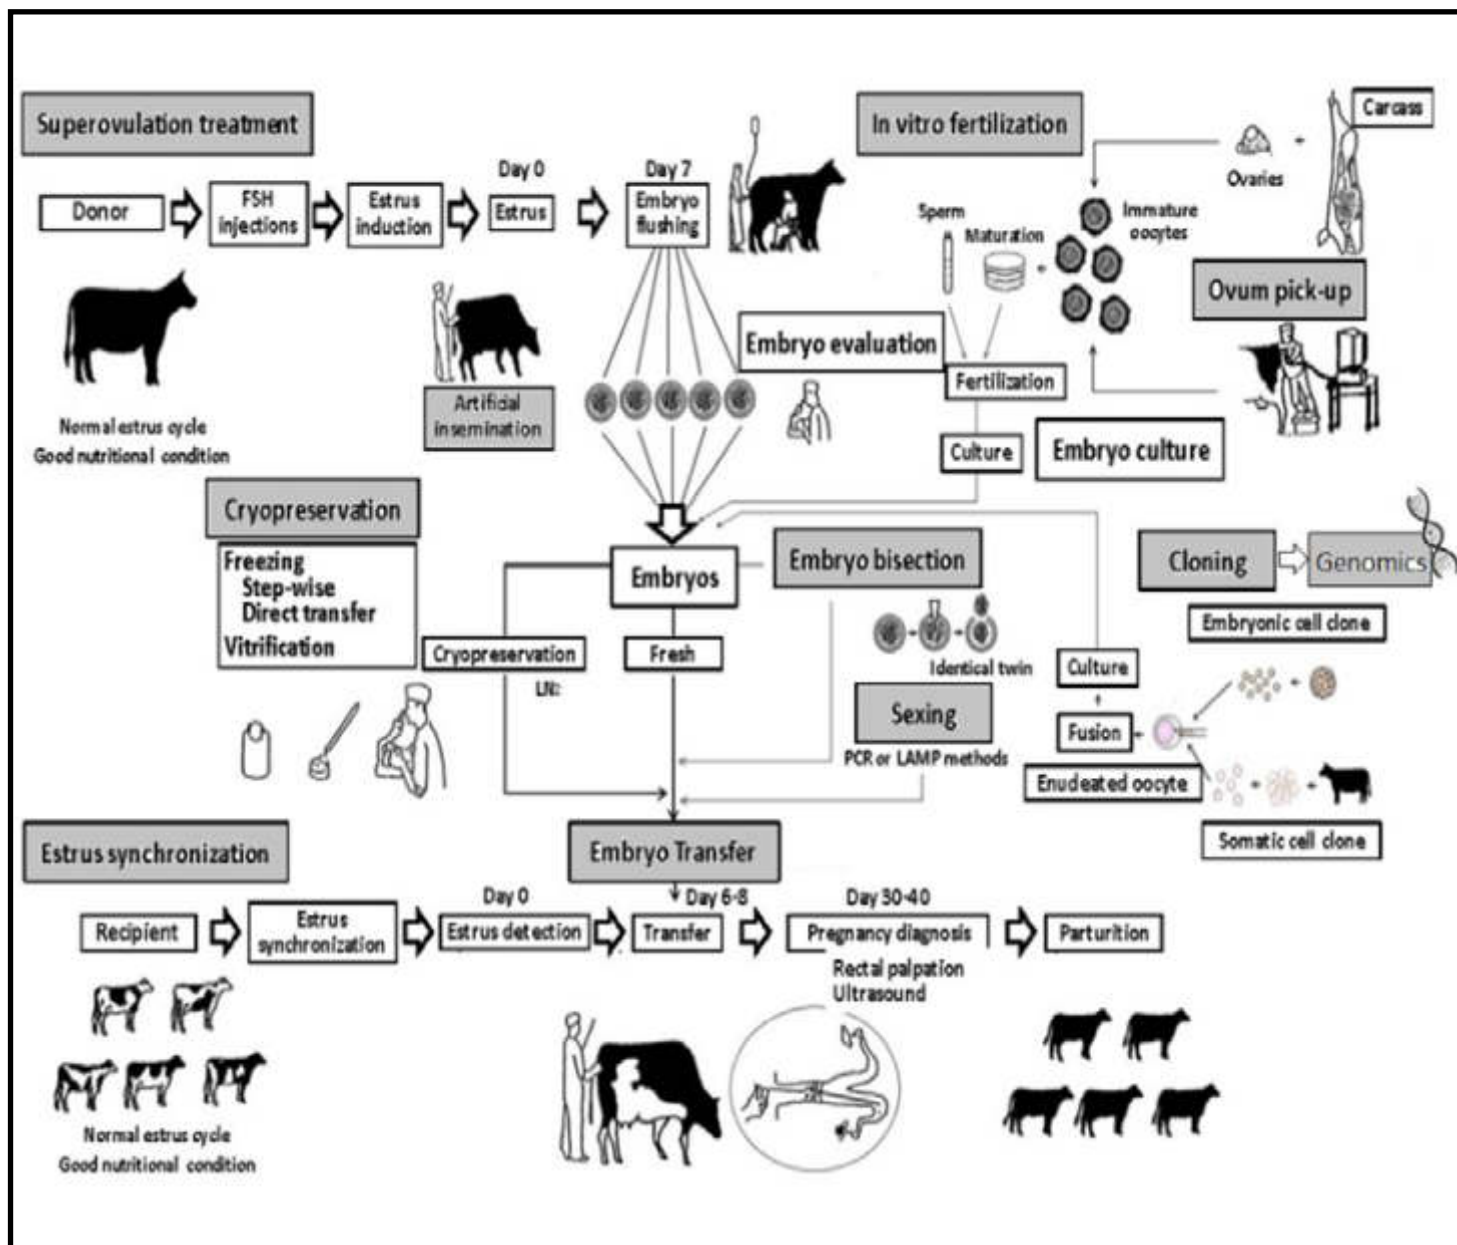 Superovulation treatment
Donor
FSH
injections
Estrus
induction
Day 0
Estrus
Day 7
Embryo
flushing
Normal estrus cycle
Good nutritional condition
Artificial
insemination
In vitro fertilization
Carcass
Ovaries
Immature
oocytes
Sperm
Maturation
Ovum pick-up
Embryo evaluation
Fertilization
Culture
Embryo culture
Cryopreservation
Freezing
Step-wise
Direct transfer
Vitrification
Embryos
Cryopreservation
LN2
Fresh
Embryo bisection
Identical twin
Sexing
PCR or LAMP methods
Cloning
Genomics
Embryonic cell clone
Culture
Fusion
Enudeated oocyte
Somatic cell clone
Estrus synchronization
Embryo Transfer
Recipient
Estrus
synchronization
Day 0
Estrus detection
Day 6-8
Transfer
Day 30-40
Pregnancy diagnosis
Rectal palpation
Ultrasound
Parturition
Normal estrus cycle
Good nutritional condition